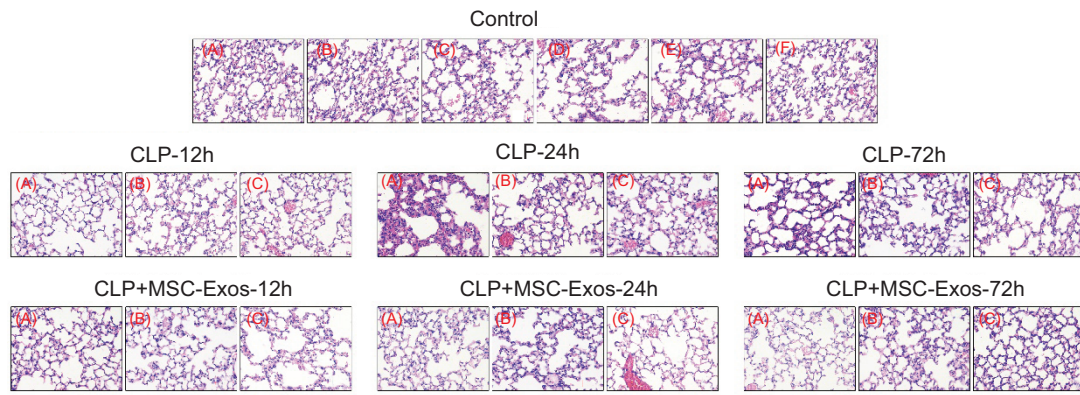 Control
(A) (B) (C) (D) (E) (F)
CLP-12h CLP-24h CLP-72h
(A) (B) (C) (A) (B) (C) (A) (B) (C)
CLP+MSC-Exos-12h CLP+MSC-Exos-24h CLP+MSC-Exos-72h
(A) (B) (C) (A) (B) (C) (A) (B) (C)